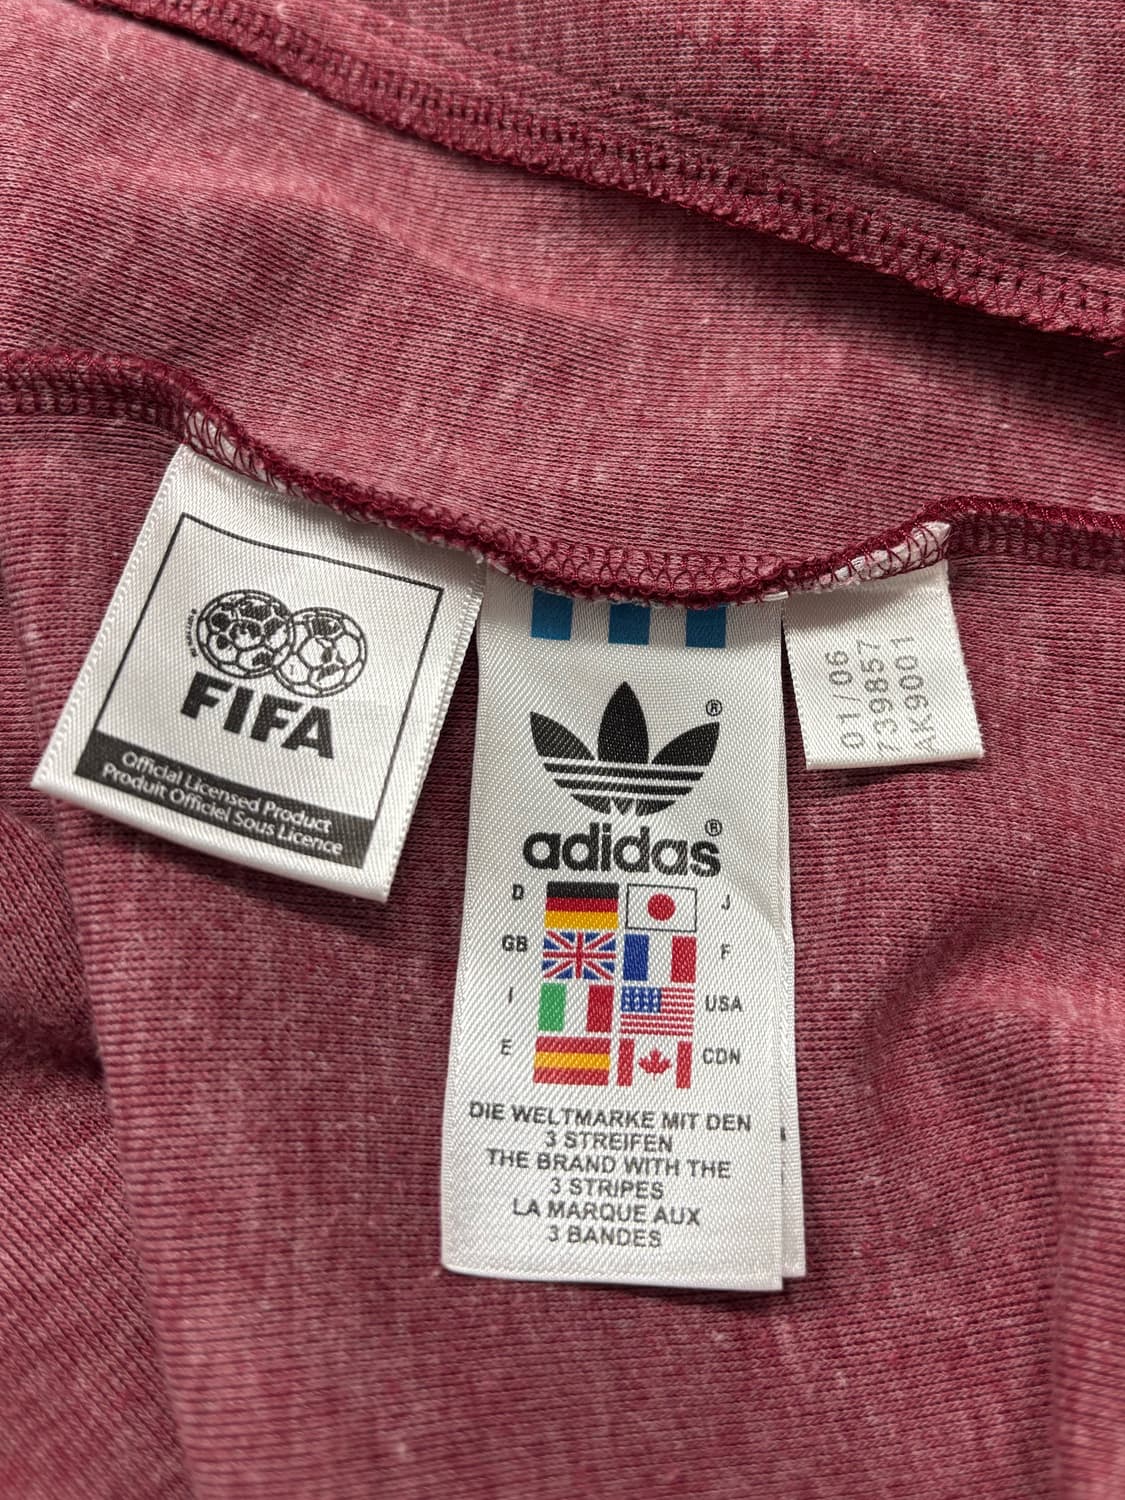 FIFA
Official Licensed Product
Produit Officiel Sous Licence
®
adidas®
D
J
GB
F
I
USA
E
CDN
DIE WELTMARKE MIT DEN
3 STREIFEN
THE BRAND WITH THE
3 STRIPES
LA MARQUE AUX
3 BANDES
01/06
739857
AK9001